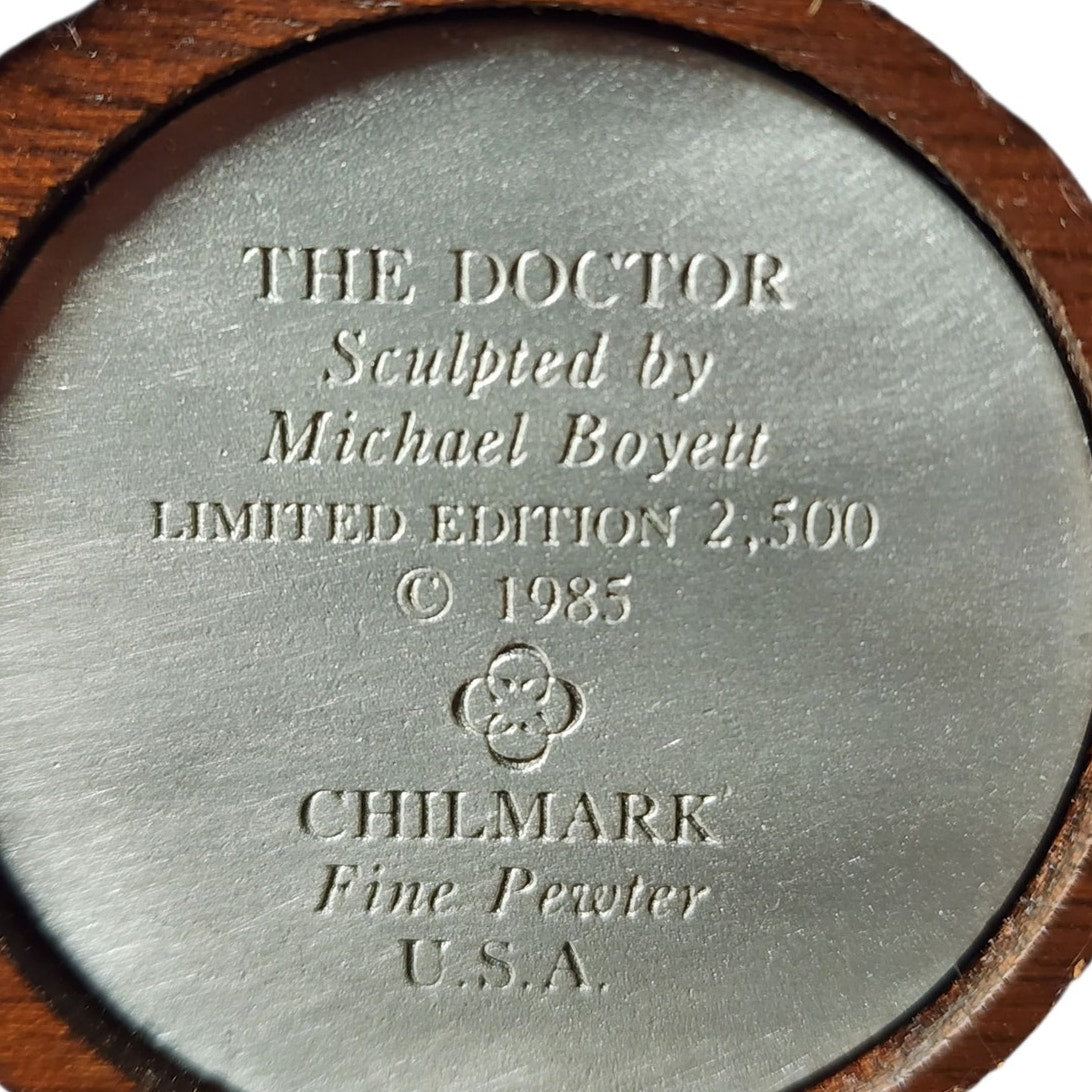 THE DOCTOR
Sculpted by
Michael Boyett
LIMITED EDITION 2,500
© 1985
CHILMARK
Fine Pewter
U.S.A.